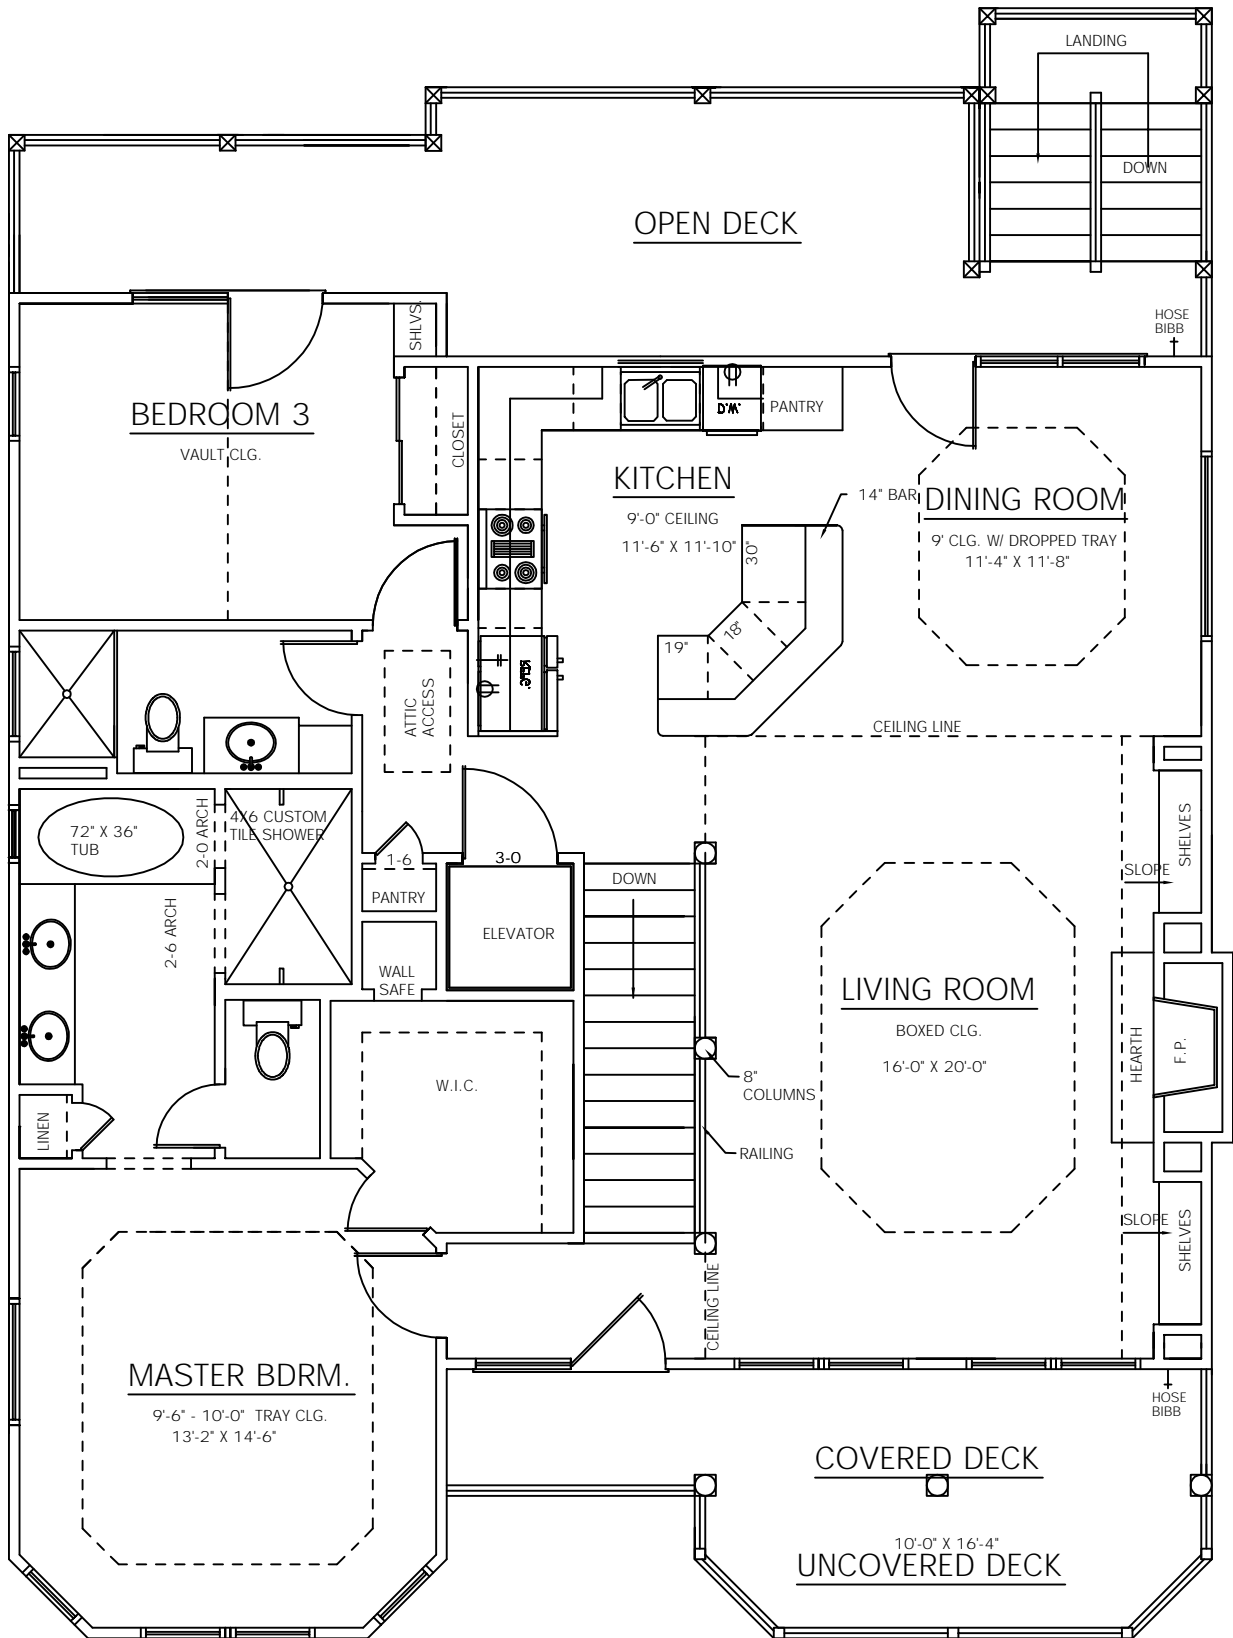 LANDING
DOWN
OPEN DECK
HOSE
BIBB
SHLVS.
BEDROOM 3
VAULT CLG.
CLOSET
D.W.
PANTRY
KITCHEN
9'-0" CEILING
11'-6" X 11'-10"
14" BAR
DINING ROOM
9' CLG. W/ DROPPED TRAY
11'-4" X 11'-8"
30"
18"
19"
ATTIC
ACCESS
CEILING LINE
72" X 36"
TUB
2-0 ARCH
4X6 CUSTOM
TILE SHOWER
1-6
3-0
PANTRY
DOWN
SLOPE
SHELVES
2-6 ARCH
ELEVATOR
WALL
SAFE
LIVING ROOM
BOXED CLG.
16'-0" X 20'-0"
HEARTH
F.P.
W.I.C.
8"
COLUMNS
LINEN
RAILING
SLOPE
SHELVES
CEILING LINE
MASTER BDRM.
9'-6" - 10'-0" TRAY CLG.
13'-2" X 14'-6"
HOSE
BIBB
COVERED DECK
10'-0" X 16'-4"
UNCOVERED DECK